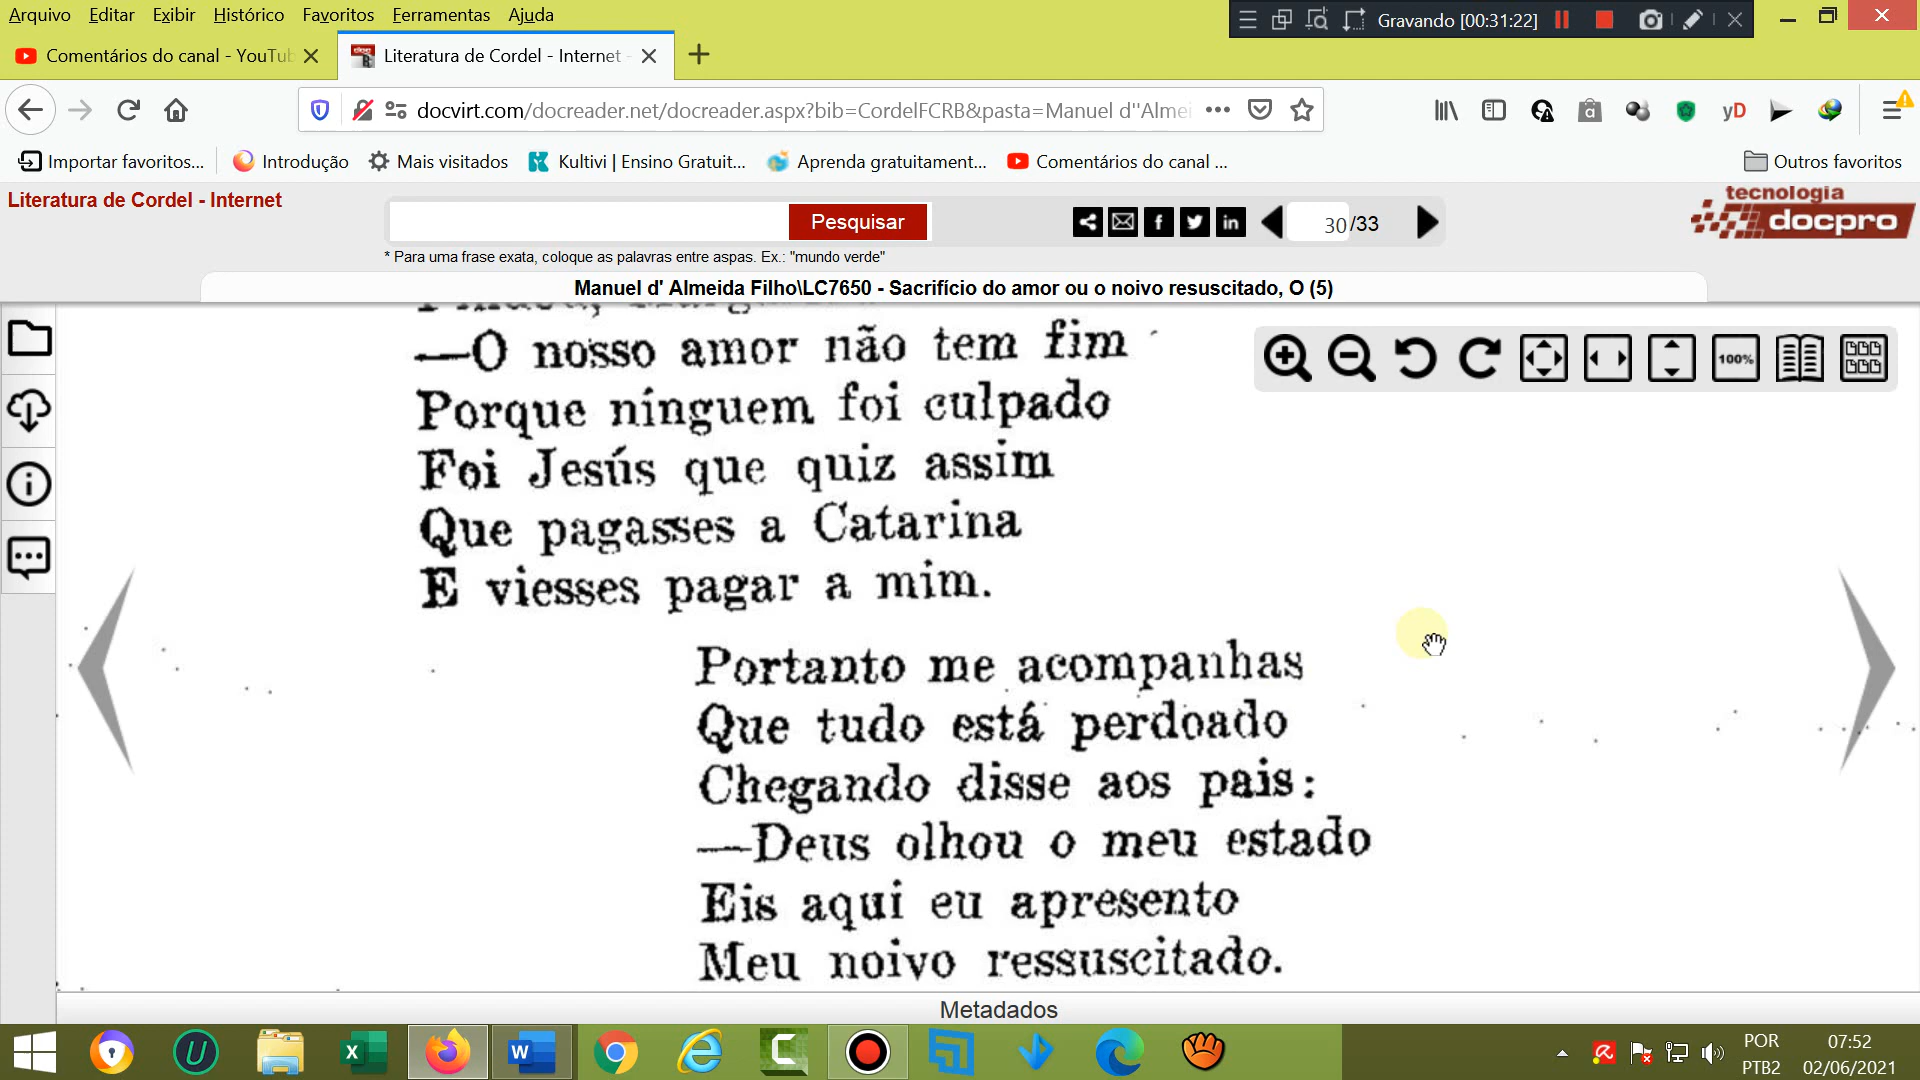 Arquivo Editar Exibir Histórico Favoritos Ferramentas Ajuda
Gravando [00:31:22]
Comentários do canal - YouTub
Literatura de Cordel - Internet -
docvirt.com/docreader.net/docreader.aspx?bib=CordelFCRB&pasta=Manuel d''Almei
yD
Importar favoritos...
Introdução
Mais visitados
Kultivi | Ensino Gratuit...
Aprenda gratuitament...
Comentários do canal ...
Outros favoritos
Literatura de Cordel - Internet
Pesquisar
30 /33
tecnologia
docpro
* Para uma frase exata, coloque as palavras entre aspas. Ex.: "mundo verde"
Manuel d' Almeida Filho\LC7650 - Sacrifício do amor ou o noivo resuscitado, O (5)
100%
—O nosso amor não tem fim
Porque ninguem foi culpado
Foi Jesús que quiz assim
Que pagasses a Catarina
E viesses pagar a mim.
Portanto me acompanhas
Que tudo está perdoado
Chegando disse aos pais:
—Deus olhou o meu estado
Eis aqui eu apresento
Meu noivo ressuscitado.
Metadados
POR
PTB2
07:52
02/06/2021